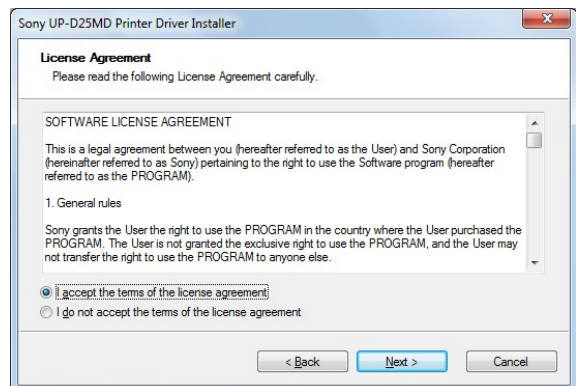 Sony UP-D25MD Printer Driver Installer
License Agreement
Please read the following License Agreement carefully.
SOFTWARE LICENSE AGREEMENT
This is a legal agreement between you (hereafter referred to as the User) and Sony Corporation
(hereinafter referred to as Sony) pertaining to the right to use the Software program (hereafter
referred to as the PROGRAM).
1. General rules
Sony grants the User the right to use the PROGRAM in the country where the User purchased the
PROGRAM. The User is not granted the exclusive right to use the PROGRAM, and the User may
not transfer the right to use the PROGRAM to anyone else.
I accept the terms of the license agreement
I do not accept the terms of the license agreement
< Back
Next >
Cancel